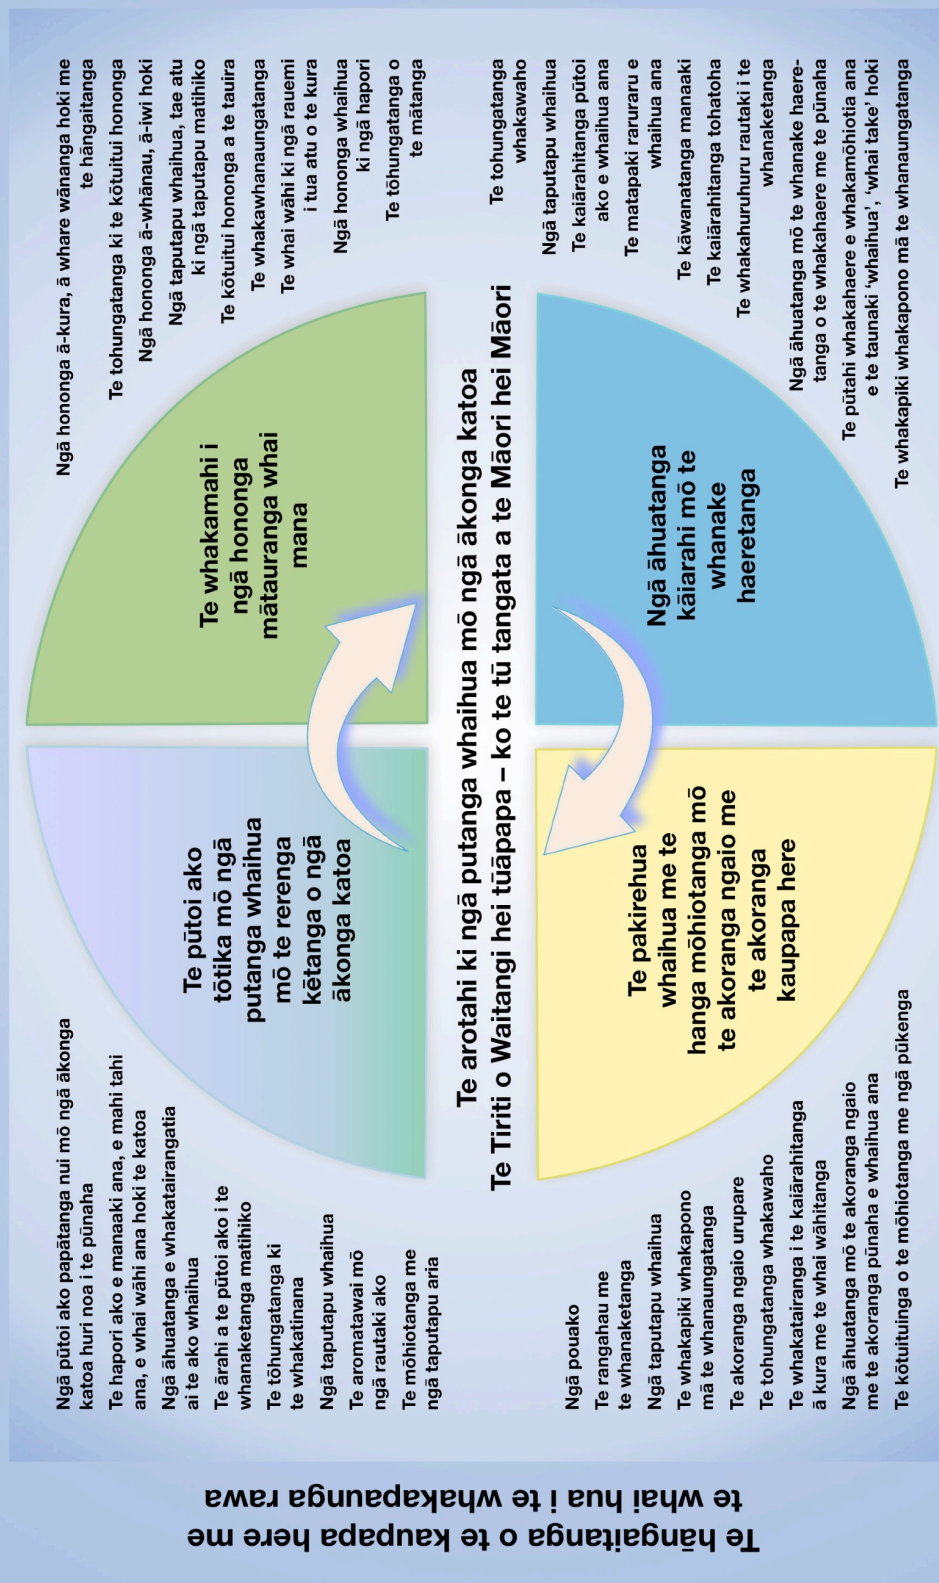 Ngā pūtoi ako papātanga nui mō ngā ākonga
katoa huri noa i te pūnaha
Te hapori ako e manaaki ana, e mahi tahi
ana, e whai wāhi ana hoki te katoa
Ngā āhuatanga e whakatairangatia
ai te ako whaihua
Te ārahi a te pūtoi ako i te
whanaketanga matihiko
Te tōhungatanga ki
te whakatinana
Ngā taputapu whaihua
Te aromatawai mō
ngā rautaki ako
Te mōhiotanga me
ngā taputapu aria
Te pūtoi ako
tōtika mō ngā
putanga whaihua
mō te rerenga
kētanga o ngā
ākonga katoa
Te whakamahi i
ngā hononga
mātauranga whai
mana
Ngā hononga ā-kura, ā whare wānanga hoki me
te hāngaitanga
Te tohungatanga ki te kōtuitui hononga
Ngā hononga ā-whānau, ā-iwi hoki
Ngā taputapu whaihua, tae atu
ki ngā taputapu matihiko
Te kōtuitui hononga a te tauira
Te whakawhanaungatanga
Te whai wāhi ki ngā rauemi
i tua atu o te kura
Ngā hononga whaihua
ki ngā hapori
Te tōhungatanga o
te mātanga
Te arotahi ki ngā putanga whaihua mō ngā ākonga katoa
Te Tiriti o Waitangi hei tūāpapa – ko te tū tangata a te Māori hei Māori
Ngā pouako
Te rangahau me
te whanaketanga
Ngā taputapu whaihua
Te whakapiki whakapono
mā te whanaungatanga
Te akoranga ngaio urupare
Te tohungatanga whakawaho
Te whakatairanga i te kaiārahitanga
ā kura me te whai wāhitanga
Ngā āhuatanga mō te akoranga ngaio
me te akoranga pūnaha e whaihua ana
Te kōtuituinga o te mōhiotanga me ngā pūkenga
Te pakirehua
whaihua me te
hanga mōhiotanga mō
te akoranga ngaio me
te akoranga
kaupapa here
Ngā āhuatanga
kāiarahi mō te
whanake
haeretanga
Te tohungatanga
whakawaho
Ngā taputapu whaihua
Te kaiārahitanga pūtoi
ako e whaihua ana
Te matapaki raruraru e
whaihua ana
Te kāwanatanga manaaki
Te kaiārahitanga tohatoha
Te whakahuruhuru rautaki i te
whanaketanga
Ngā āhuatanga mō te whanake haere-
tanga o te whakahaere me te pūnaha
Te pūtahi whakahaere e whakamōhiotia ana
e te taunaki ‘whaihua’, ‘whai take’ hoki
Te whakapiki whakapono mā te whanaungatanga
Te hāngaitanga o te kaupapa here me
te whai hua i te whakapaunga rawa